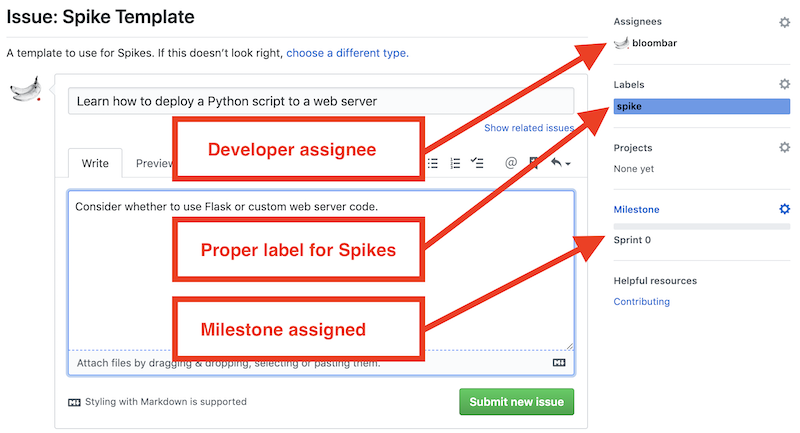 Issue: Spike Template
A template to use for Spikes. If this doesn't look right, choose a different type.
Learn how to deploy a Python script to a web server
Show related issues
Developer assignee
Write
Preview
@
Consider whether to use Flask or custom web server code.
Proper label for Spikes
Milestone assigned
Attach files by dragging & dropping, selecting or pasting them.
Styling with Markdown is supported
Submit new issue
Assignees
bloombar
Labels
spike
Projects
None yet
Milestone
Sprint 0
Helpful resources
Contributing